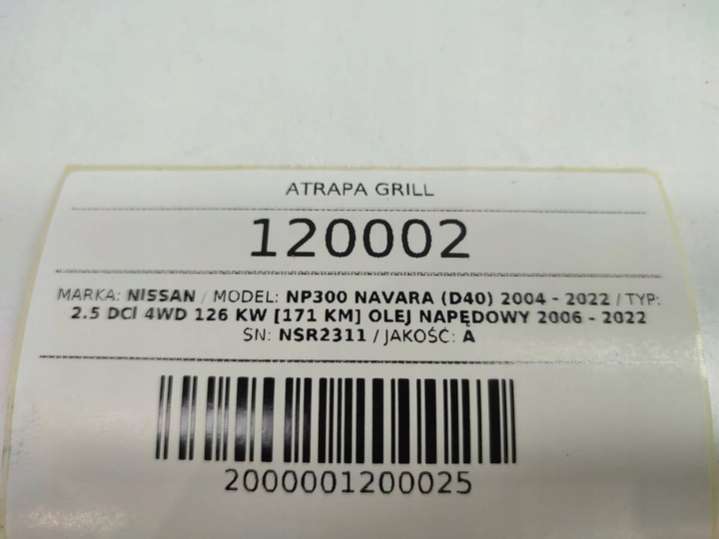 ATRAPA GRILL
120002
MARKA: NISSAN / MODEL: NP300 NAVARA (D40) 2004 - 2022 / TYP:
2.5 DCI 4WD 126 KW [171 KM] OLEJ NAPĘDOWY 2006 - 2022
SN: NSR2311 / JAKOŚĆ: A
2000001200025